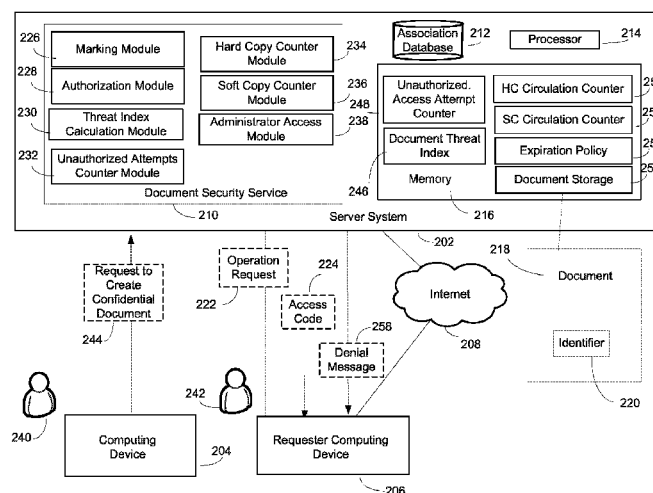 226
Marking Module
228
Authorization Module
230
Threat Index
Calculation Module
232
Unauthorized Attempts
Counter Module
Hard Copy Counter
Module
234
Soft Copy Counter
Module
236
Administrator Access
Module
238
Document Security Service
210
Association
Database
212
Processor
214
248
Unauthorized.
Access Attempt
Counter
Document Threat
Index
246
Memory
216
HC Circulation Counter
SC Circulation Counter
Expiration Policy
Document Storage
Server System
202
Request to
Create
Confidential
Document
244
Operation
Request
222
224
Access
Code
258
Denial
Message
Internet
208
218
Document
Identifier
220
240
242
Computing
Device
204
Requester Computing
Device
206